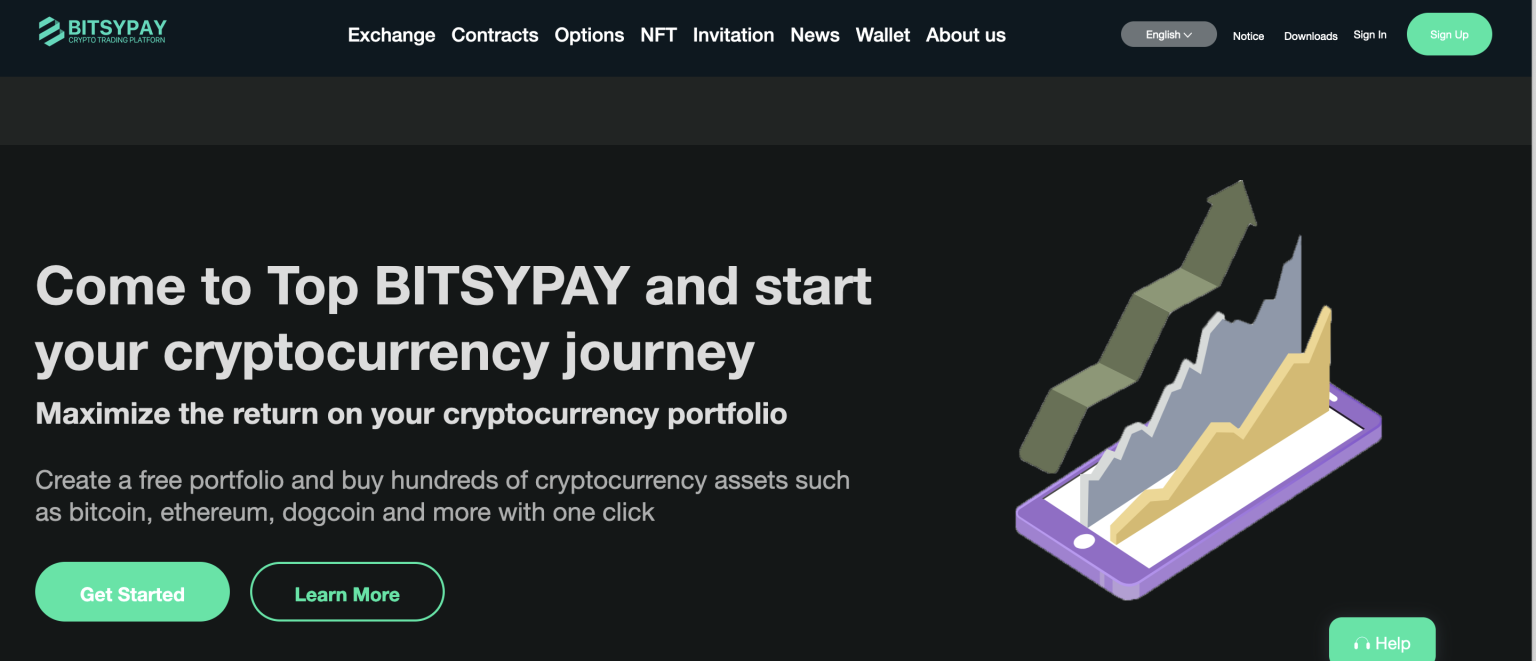 BITSYPAY
CRYPTO TRADING PLATFORN
Exchange Contracts Options NFT Invitation News Wallet About us
English Notice Downloads Sign In Sign Up
Come to Top BITSYPAY and start
your cryptocurrency journey
Maximize the return on your cryptocurrency portfolio
Create a free portfolio and buy hundreds of cryptocurrency assets such
as bitcoin, ethereum, dogcoin and more with one click
Get Started Learn More
Help